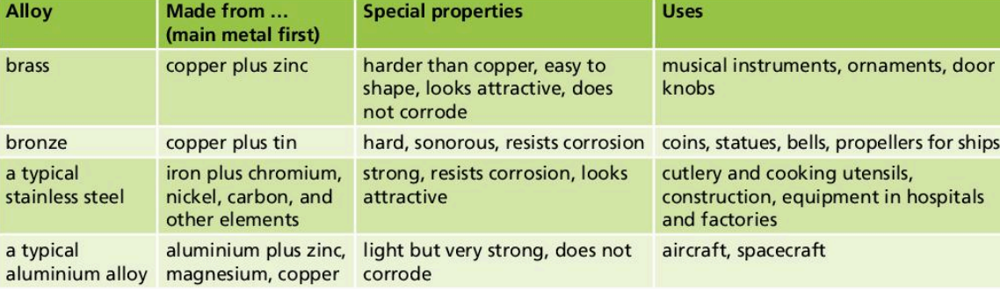 Alloy
Made from …
(main metal first)
Special properties
Uses
brass
copper plus zinc
harder than copper, easy to
shape, looks attractive, does
not corrode
musical instruments, ornaments, door
knobs
bronze
copper plus tin
hard, sonorous, resists corrosion
coins, statues, bells, propellers for ships
a typical
stainless steel
iron plus chromium,
nickel, carbon, and
other elements
strong, resists corrosion, looks
attractive
cutlery and cooking utensils,
construction, equipment in hospitals
and factories
a typical
aluminium alloy
aluminium plus zinc,
magnesium, copper
light but very strong, does not
corrode
aircraft, spacecraft